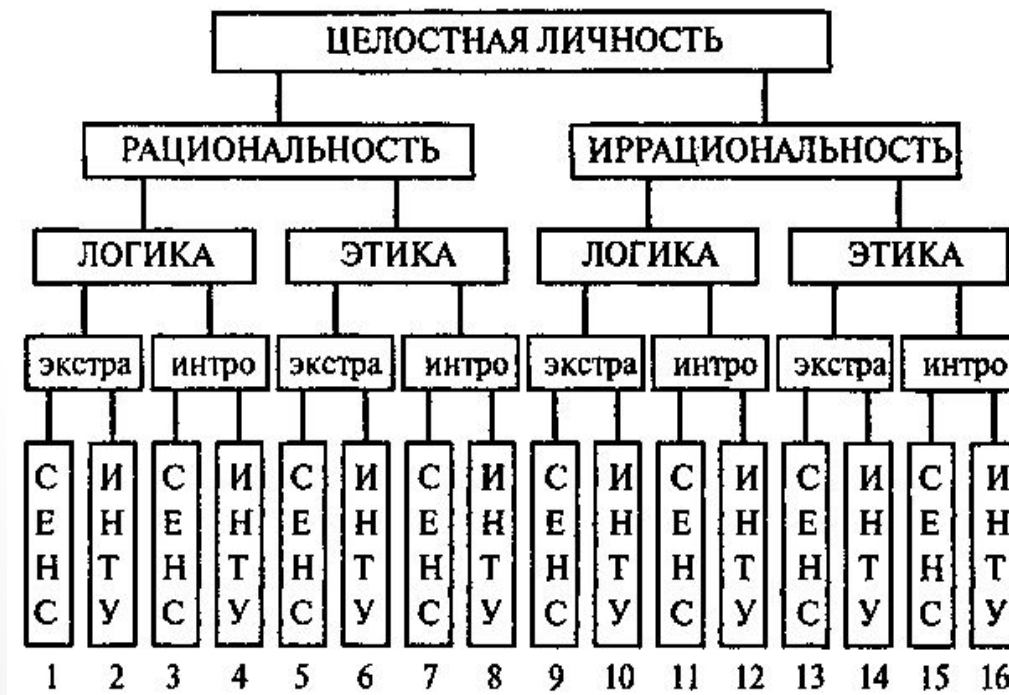 ЦЕЛОСТНАЯ ЛИЧНОСТЬ
РАЦИОНАЛЬНОСТЬ ИРРАЦИОНАЛЬНОСТЬ
ЛОГИКА ЭТИКА ЛОГИКА ЭТИКА
экстра интро экстра интро экстра интро экстра интро
СЕНС ИНТУ СЕНС ИНТУ СЕНС ИНТУ СЕНС ИНТУ СЕНС ИНТУ СЕНС ИНТУ СЕНС ИНТУ СЕНС ИНТУ
1 2 3 4 5 6 7 8 9 10 11 12 13 14 15 16